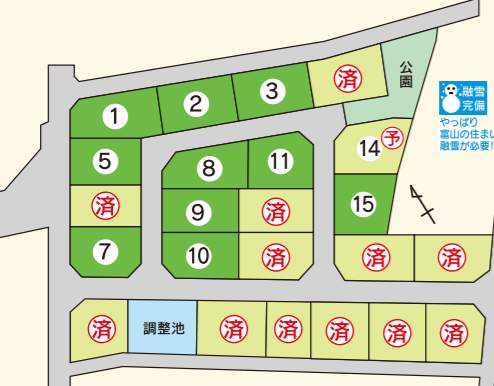 公園
済
3
2
1
融雪
完備
やっぱり
富山の住まい
融雪が必要!
予
14
5
8
11
済
9
済
15
7
10
済
済
済
済
調整池
済
済
済
済
済